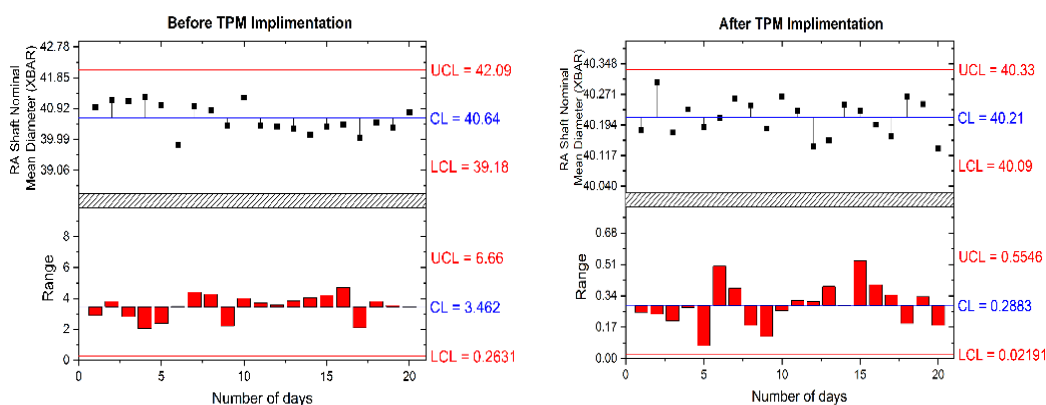 Before TPM Implimentation
42.78
41.85
40.92
39.99
39.06
RA Shaft Nominal
Mean Diameter (XBAR)
UCL = 42.09
CL = 40.64
LCL = 39.18
8
6
4
2
0
Range
UCL = 6.66
CL = 3.462
LCL = 0.2631
0
5
10
15
20
Number of days
After TPM Implementation
40.348
40.271
40.194
40.117
40.040
RA Shaft Nominal
Mean Diameter (XBAR)
UCL = 40.33
CL = 40.21
LCL = 40.09
0.68
0.51
0.34
0.17
0.00
Range
UCL = 0.5546
CL = 0.2883
LCL = 0.02191
0
5
10
15
20
Number of days